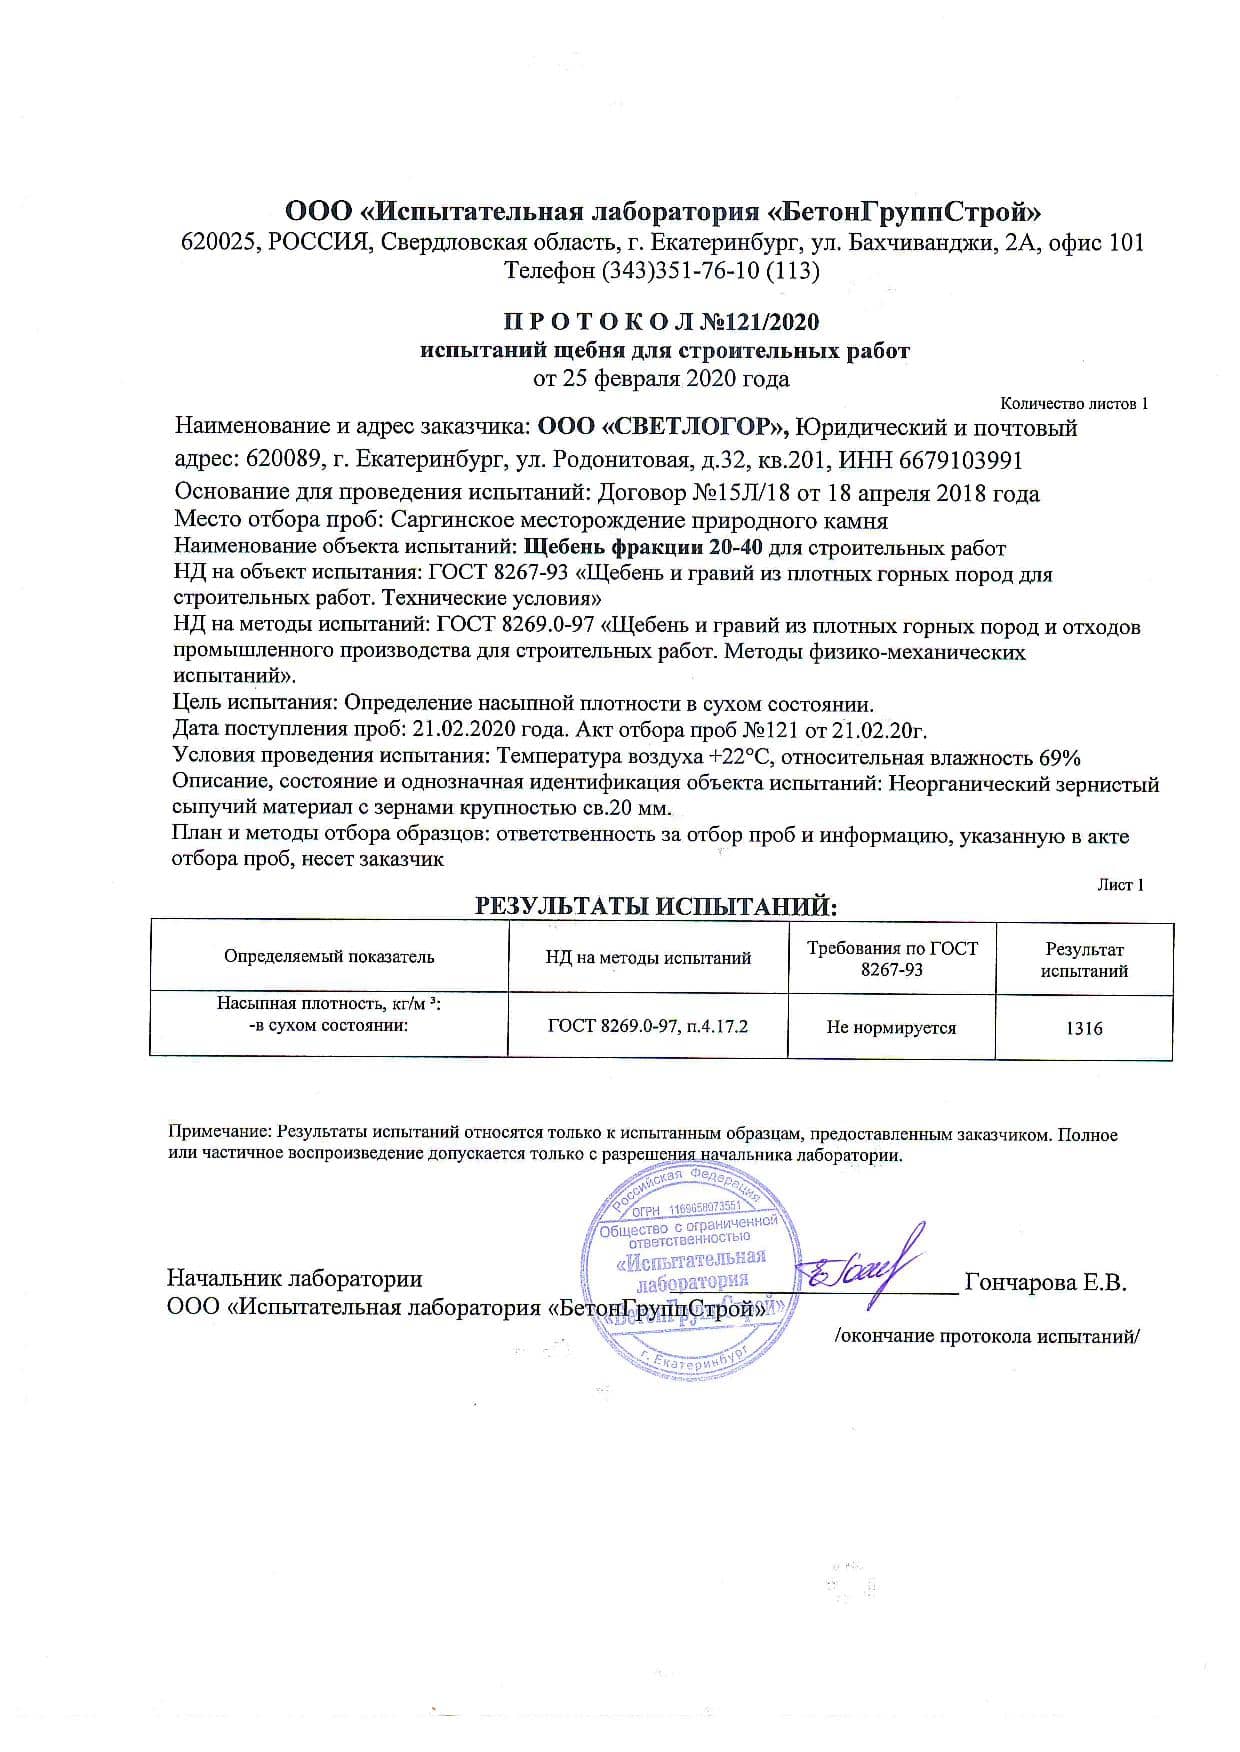 ООО «Испытательная лаборатория «БетонГруппСтрой»
620025, РОССИЯ, Свердловская область, г. Екатеринбург, ул. Бахчиванджи, 2А, офис 101
Телефон (343)351-76-10 (113)
П Р О Т О К О Л №121/2020
испытаний щебня для строительных работ
от 25 февраля 2020 года
Количество листов 1
Наименование и адрес заказчика: ООО «СВЕТЛОГОР», Юридический и почтовый
адрес: 620089, г. Екатеринбург, ул. Родонитовая, д.32, кв.201, ИНН 6679103991
Основание для проведения испытаний: Договор №15Л/18 от 18 апреля 2018 года
Место отбора проб: Саргинское месторождение природного камня
Наименование объекта испытаний: Щебень фракции 20-40 для строительных работ
НД на объект испытания: ГОСТ 8267-93 «Щебень и гравий из плотных горных пород для
строительных работ. Технические условия»
НД на методы испытаний: ГОСТ 8269.0-97 «Щебень и гравий из плотных горных пород и отходов
промышленного производства для строительных работ. Методы физико-механических
испытаний».
Цель испытания: Определение насыпной плотности в сухом состоянии.
Дата поступления проб: 21.02.2020 года. Акт отбора проб №121 от 21.02.20г.
Условия проведения испытания: Температура воздуха +22°С, относительная влажность 69%
Описание, состояние и однозначная идентификация объекта испытаний: Неорганический зернистый
сыпучий материал с зернами крупностью св.20 мм.
План и методы отбора образцов: ответственность за отбор проб и информацию, указанную в акте
отбора проб, несет заказчик
Лист 1
РЕЗУЛЬТАТЫ ИСПЫТАНИЙ:
Определяемый показатель
НД на методы испытаний
Требования по ГОСТ
8267-93
Результат
испытаний
Насыпная плотность, кг/м ³:
-в сухом состоянии:
ГОСТ 8269.0-97, п.4.17.2
Не нормируется
1316
Примечание: Результаты испытаний относятся только к испытанным образцам, предоставленным заказчиком. Полное
или частичное воспроизведение допускается только с разрешения начальника лаборатории.
Российская Федерация
ОГРН 1169658073551
Общество с ограниченной
ответственностью
«Испытательная
лаборатория
«БетонГруппСтрой»
г. Екатеринбург
Начальник лаборатории
Гончарова Е.В.
ООО «Испытательная лаборатория «БетонГруппСтрой»
/окончание протокола испытаний/